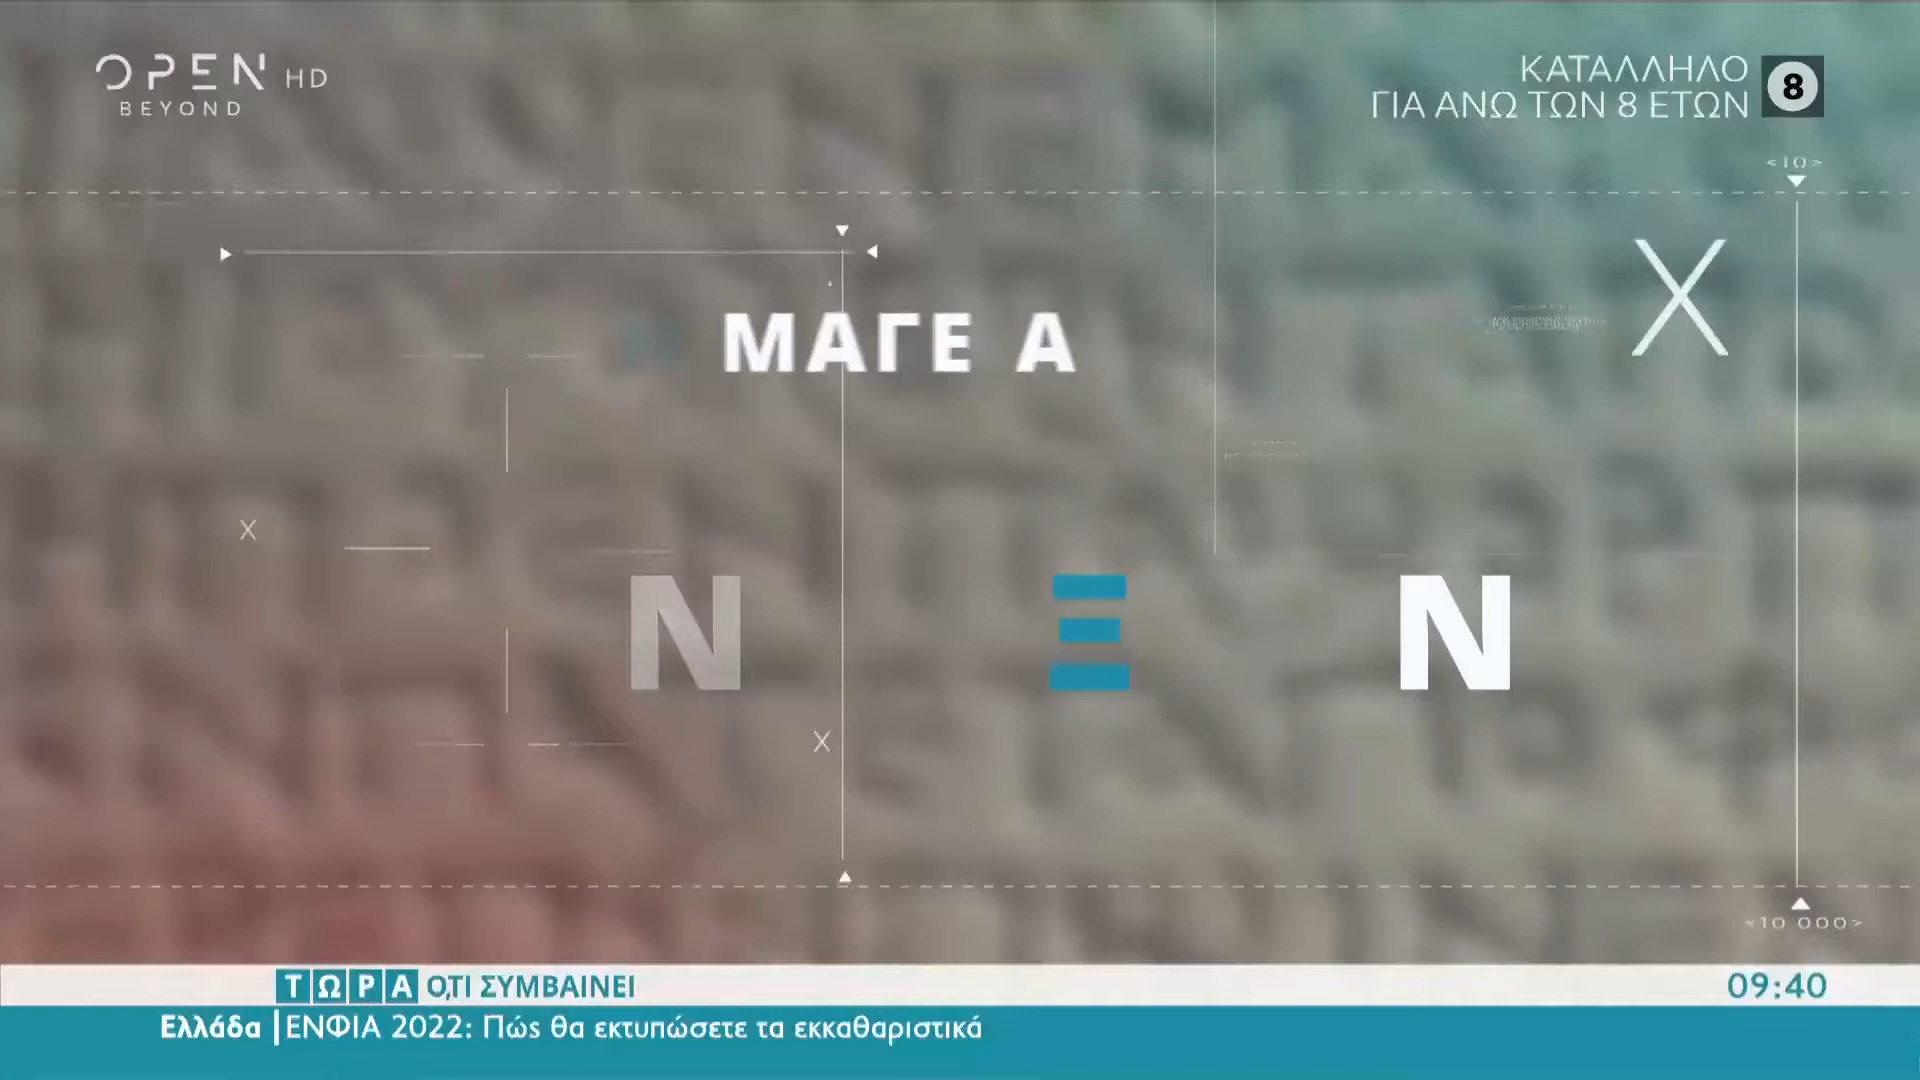 OPEN HD
BEYOND
ΚΑΤΑΛΛΗΛΟ
ΓΙΑ ΑΝΩ ΤΩΝ 8 ΕΤΩΝ 8
<10>
X
ΜΑΓΕ Α
X
N Ξ N
X
<10 000>
ΤΩΡΑ Ο,ΤΙ ΣΥΜΒΑΙΝΕΙ
09:40
Ελλάδα | ΕΝΦΙΑ 2022: Πώς θα εκτυπώσετε τα εκκαθαριστικά